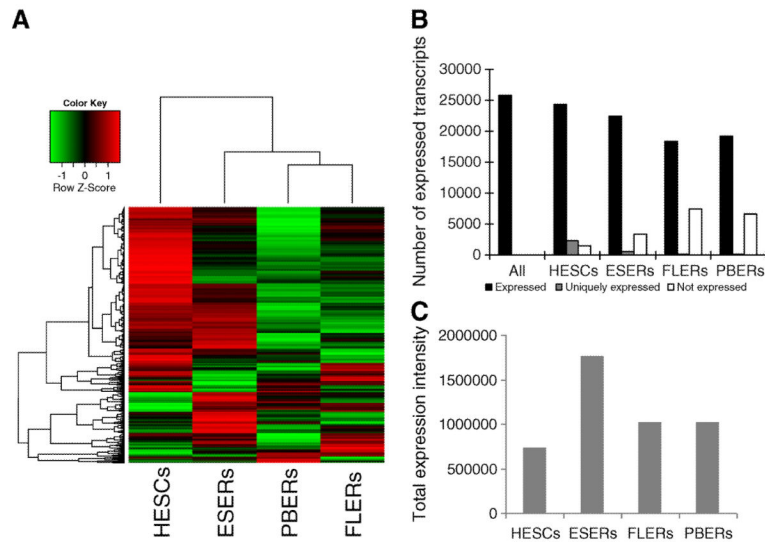 A
Color Key
-1 0 1
Row Z-Score
HESCs
ESERs
PBERs
FLERs
B
Number of expressed transcripts
30000
25000
20000
15000
10000
5000
0
All HESCs ESERs FLERs PBERs
Expressed Uniquely expressed Not expressed
C
Total expression intensity
2000000
1500000
1000000
500000
0
HESCs ESERs FLERs PBERs